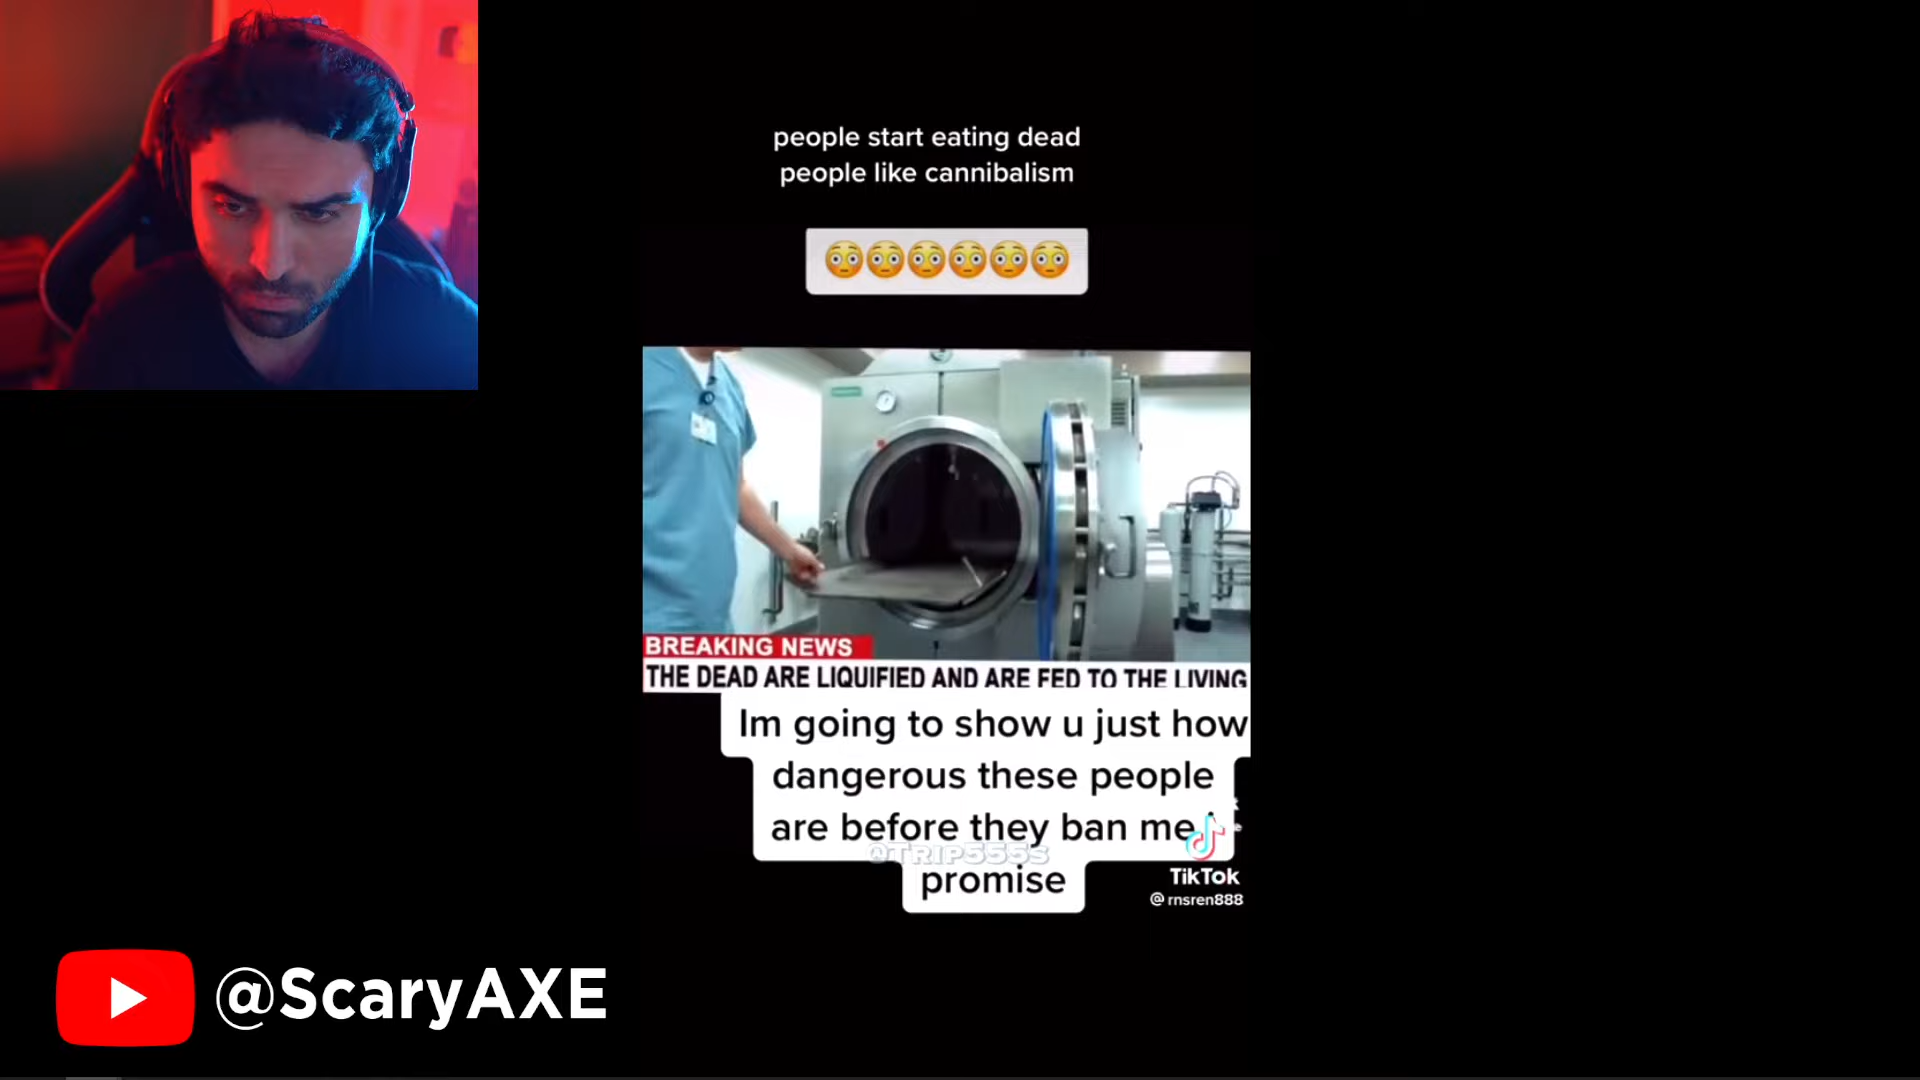 people start eating dead
people like cannibalism
😳😳😳😳😳😳
BREAKING NEWS
THE DEAD ARE LIQUIFIED AND ARE FED TO THE LIVING
Im going to show u just how
dangerous these people
are before they ban me i
@TRIP555S
promise
TikTok
@rnsren888
@ScaryAXE